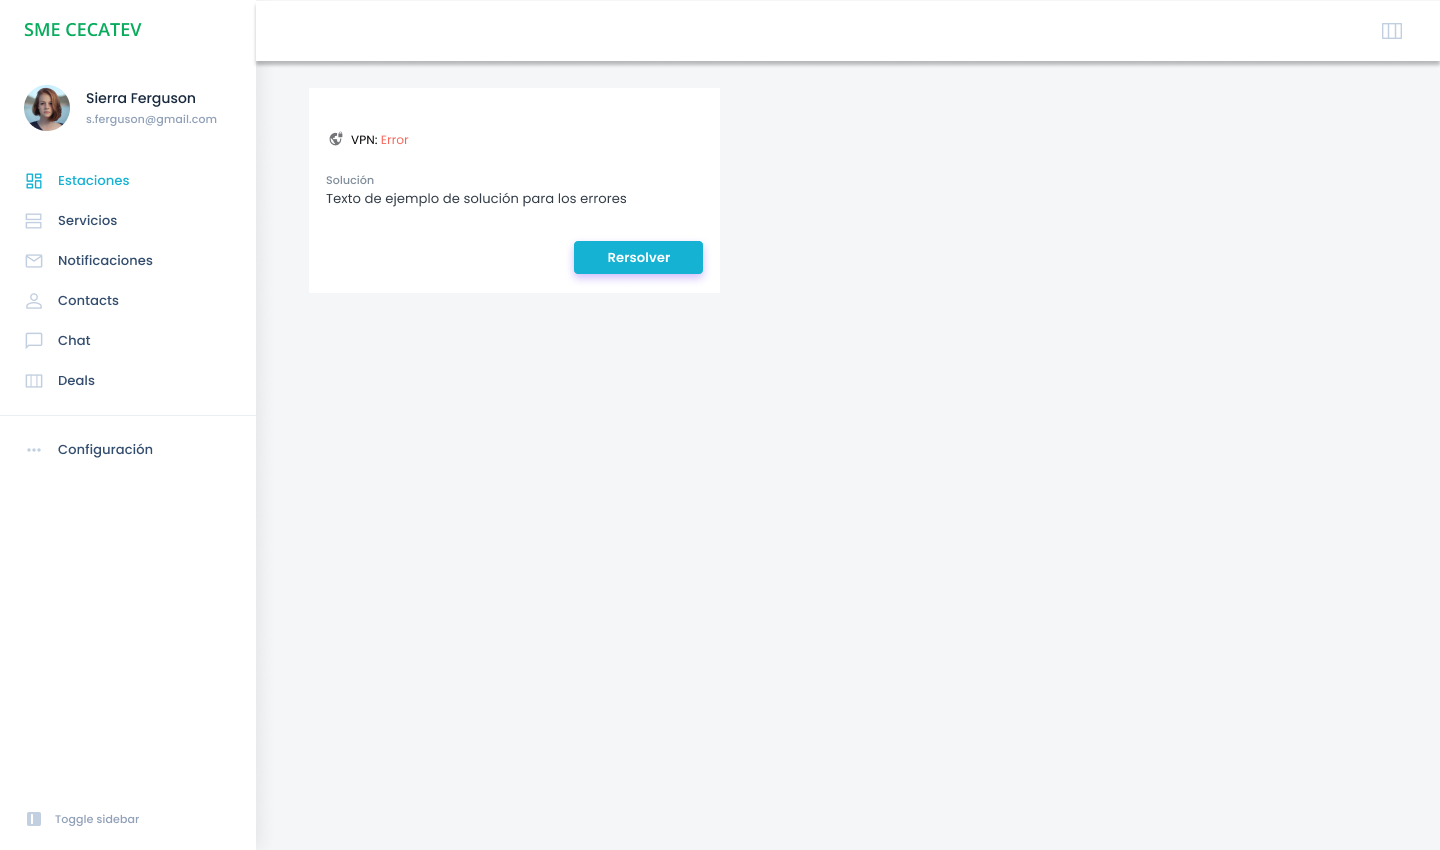 SME CECATEV
Sierra Ferguson
s.ferguson@gmail.com
Estaciones
Servicios
Notificaciones
Contacts
Chat
Deals
Configuración
Toggle sidebar
VPN: Error
Solución
Texto de ejemplo de solución para los errores
Rersolver